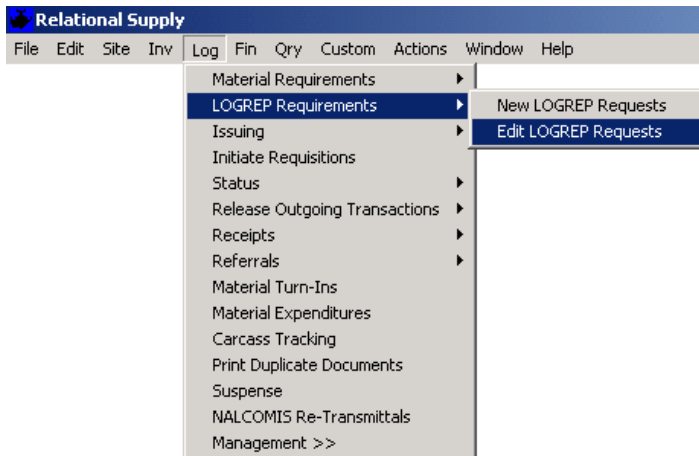 Relational Supply
File Edit Site Inv Log Fin Qry Custom Actions Window Help
Material Requirements
LOGREP Requirements
New LOGREP Requests
Issuing
Edit LOGREP Requests
Initiate Requisitions
Status
Release Outgoing Transactions
Receipts
Referrals
Material Turn-Ins
Material Expenditures
Carcass Tracking
Print Duplicate Documents
Suspense
NALCOMIS Re-Transmittals
Management >>